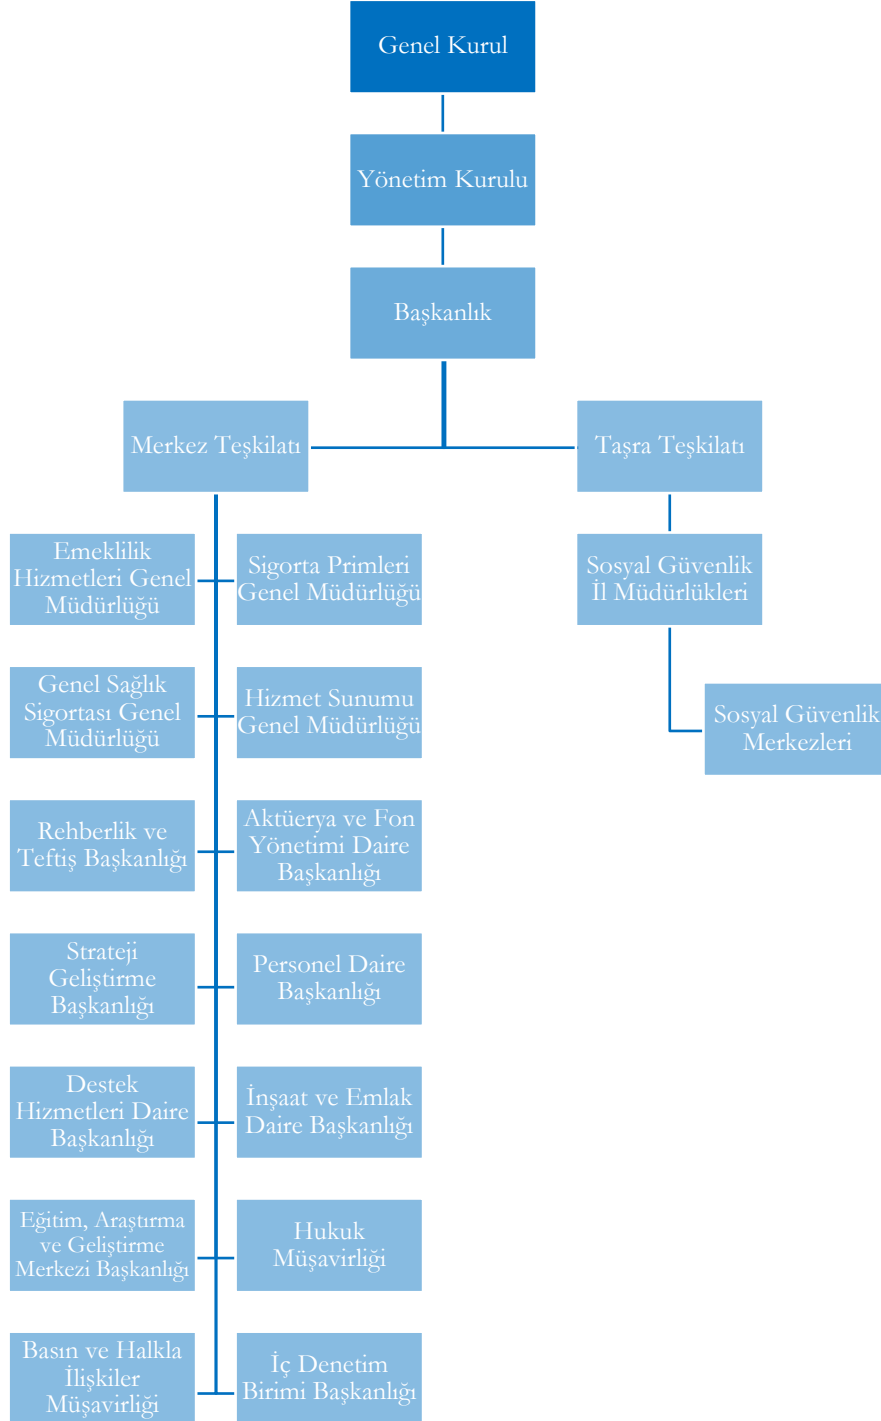 Genel Kurul
Yönetim Kurulu
Başkanlık
Merkez Teşkilatı
Taşra Teşkilatı
Emeklilik
Hizmetleri Genel
Müdürlüğü
Sigorta Primleri
Genel Müdürlüğü
Sosyal Güvenlik
İl Müdürlükleri
Genel Sağlık
Sigortası Genel
Müdürlüğü
Hizmet Sunumu
Genel Müdürlüğü
Sosyal Güvenlik
Merkezleri
Rehberlik ve
Teftiş Başkanlığı
Aktüerya ve Fon
Yönetimi Daire
Başkanlığı
Strateji
Geliştirme
Başkanlığı
Personel Daire
Başkanlığı
Destek
Hizmetleri Daire
Başkanlığı
İnşaat ve Emlak
Daire Başkanlığı
Eğitim, Araştırma
ve Geliştirme
Merkezi Başkanlığı
Hukuk
Müşavirliği
Basın ve Halkla
İlişkiler
Müşavirliği
İç Denetim
Birimi Başkanlığı